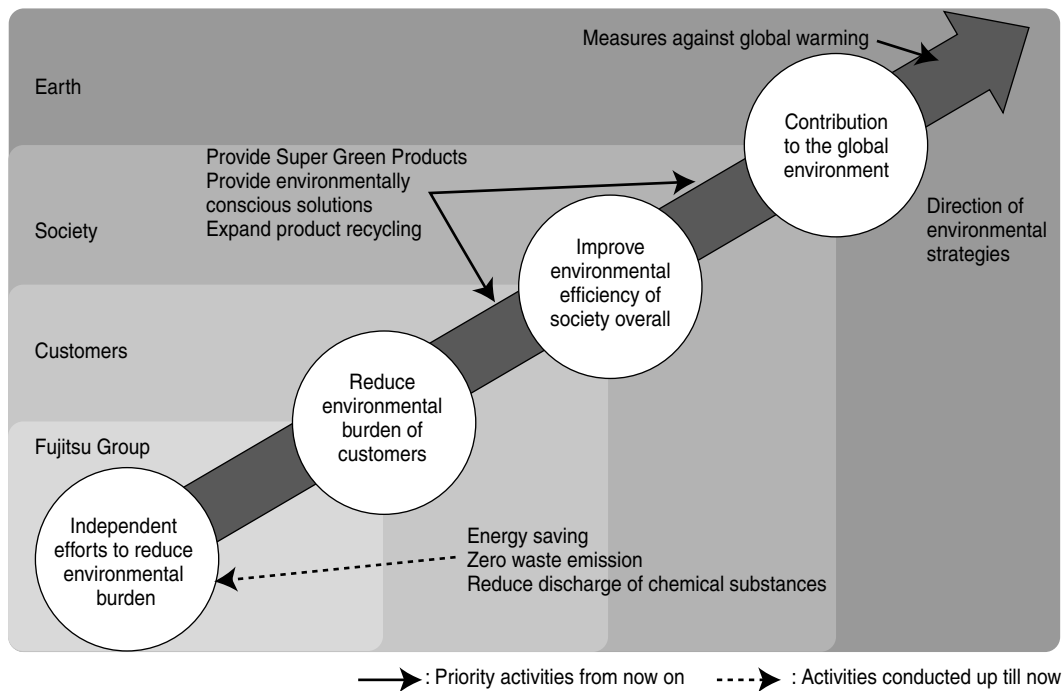 Measures against global warming
Earth
Contribution
to the global
environment
Provide Super Green Products
Provide environmentally
conscious solutions
Expand product recycling
Direction of
environmental
strategies
Society
Improve
environmental
efficiency of
society overall
Customers
Reduce
environmental
burden of
customers
Fujitsu Group
Independent
efforts to reduce
environmental
burden
Energy saving
Zero waste emission
Reduce discharge of chemical substances
: Priority activities from now on
: Activities conducted up till now